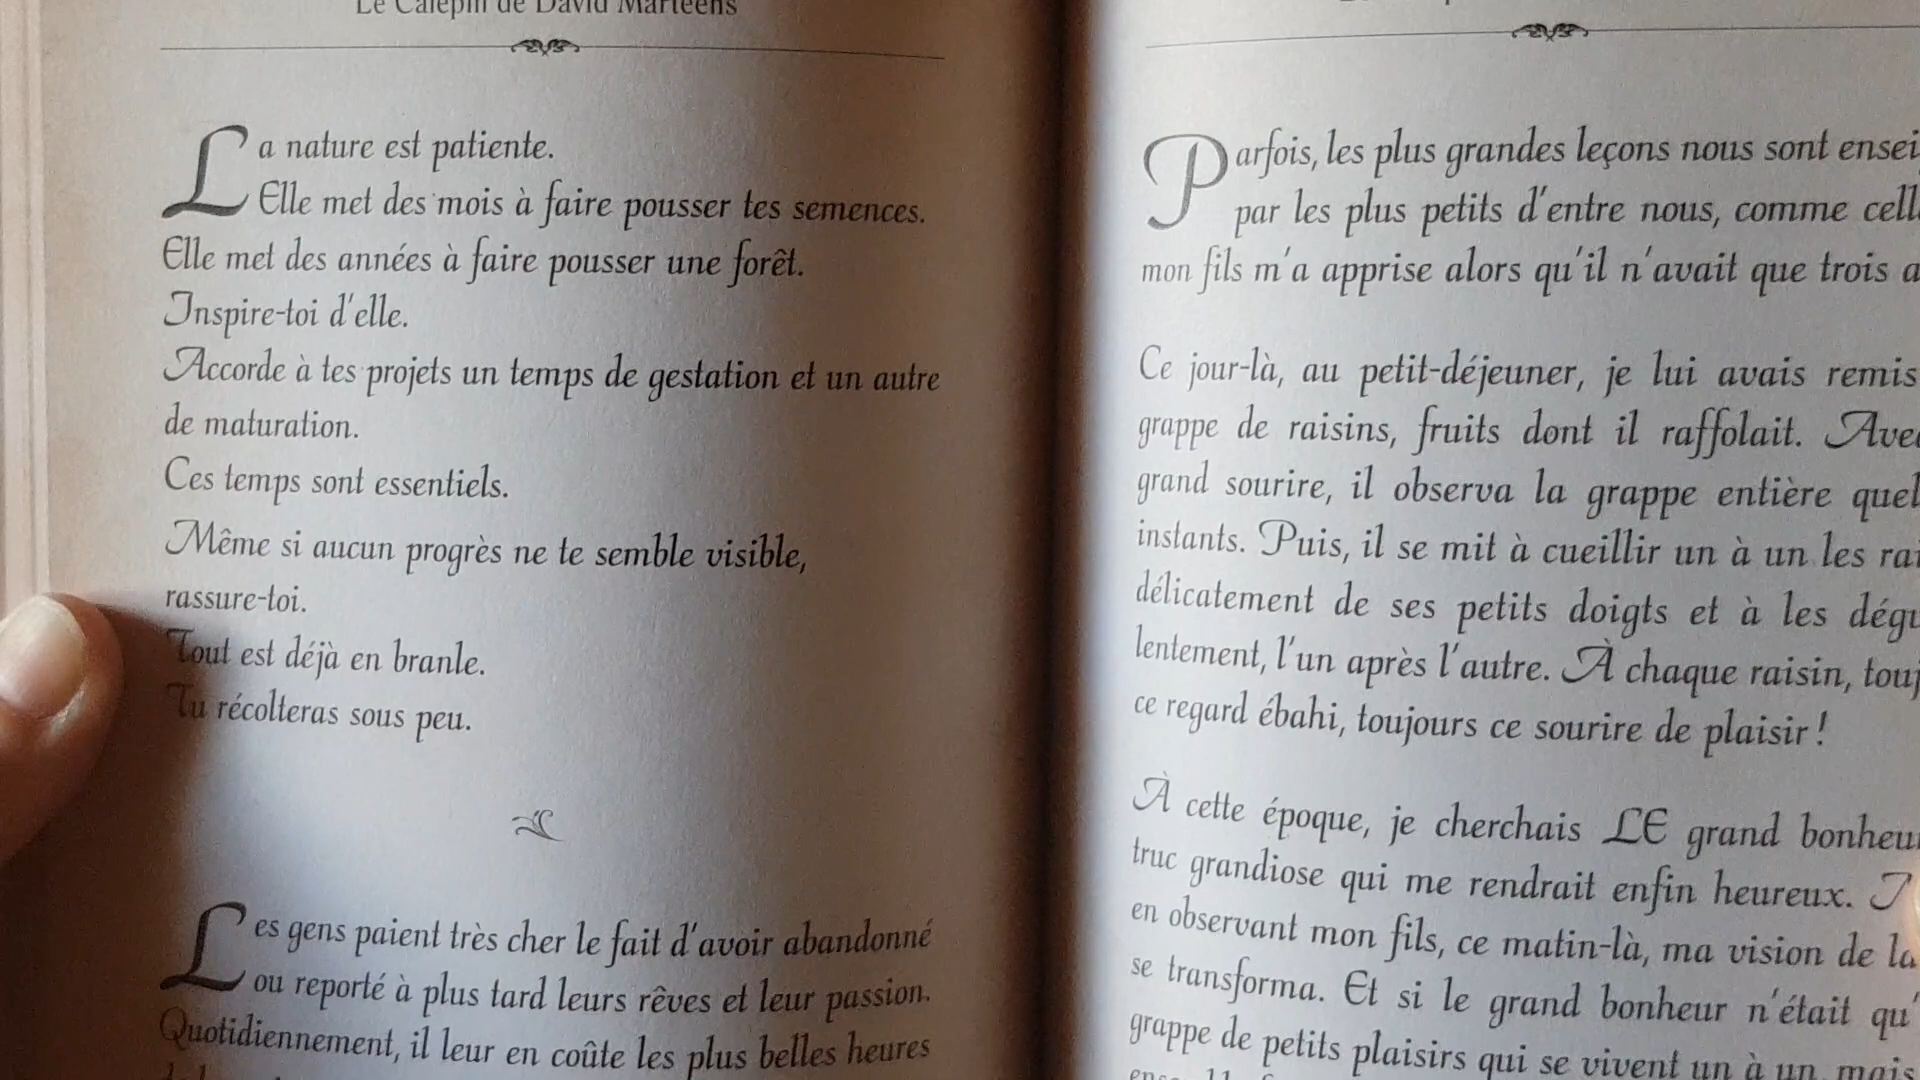 Le Calepin de David Marteens
La nature est patiente.
Elle met des mois à faire pousser tes semences.
Elle met des années à faire pousser une forêt.
Inspire-toi d'elle.
Accorde à tes projets un temps de gestation et un autre
de maturation.
Ces temps sont essentiels.
Même si aucun progrès ne te semble visible,
rassure-toi.
Tout est déjà en branle.
Tu récolteras sous peu.
Les gens paient très cher le fait d'avoir abandonné
ou reporté à plus tard leurs rêves et leur passion.
Quotidiennement, il leur en coûte les plus belles heures
Parfois, les plus grandes leçons nous sont ensei
par les plus petits d'entre nous, comme cell
mon fils m'a apprise alors qu'il n'avait que trois a
Ce jour-là, au petit-déjeuner, je lui avais remis
grappe de raisins, fruits dont il raffolait. Avec
grand sourire, il observa la grappe entière quel
instants. Puis, il se mit à cueillir un à un les rai
délicatement de ses petits doigts et à les dégu
lentement, l'un après l'autre. À chaque raisin, touj
ce regard ébahi, toujours ce sourire de plaisir !
À cette époque, je cherchais LE grand bonheur
truc grandiose qui me rendrait enfin heureux.
en observant mon fils, ce matin-là, ma vision de la
se transforma. Et si le grand bonheur n'était qu'
grappe de petits plaisirs qui se vivent un à un, mais